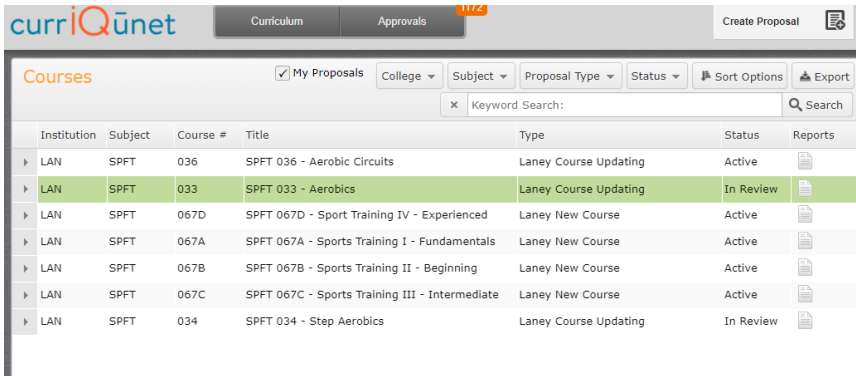 currIQūnet
Curriculum Approvals 1172 Create Proposal
Courses My Proposals College Subject Proposal Type Status Sort Options Export
× Keyword Search: Search
Institution Subject Course # Title Type Status Reports
LAN SPFT 036 SPFT 036 - Aerobic Circuits Laney Course Updating Active
LAN SPFT 033 SPFT 033 - Aerobics Laney Course Updating In Review
LAN SPFT 067D SPFT 067D - Sport Training IV - Experienced Laney New Course Active
LAN SPFT 067A SPFT 067A - Sports Training I - Fundamentals Laney New Course Active
LAN SPFT 067B SPFT 067B - Sports Training II - Beginning Laney New Course Active
LAN SPFT 067C SPFT 067C - Sports Training III - Intermediate Laney New Course Active
LAN SPFT 034 SPFT 034 - Step Aerobics Laney Course Updating In Review